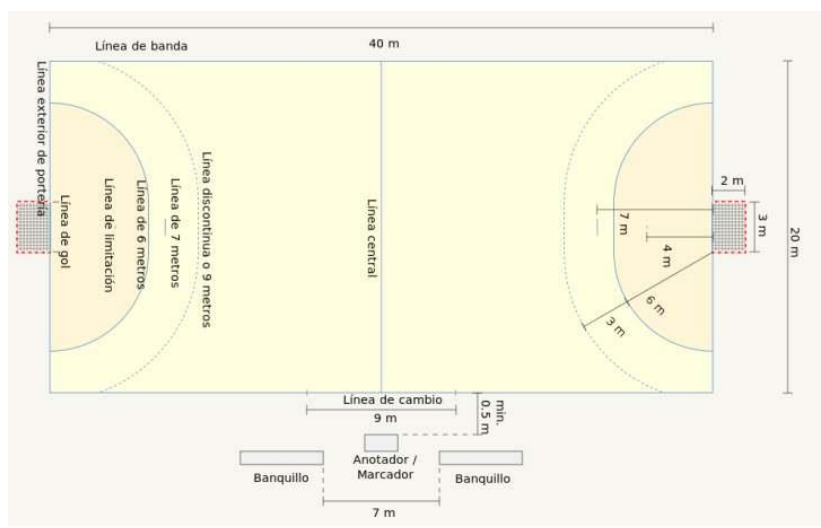 40 m
Línea de banda
Línea exterior de portería
Línea de gol
Línea de limitación
Línea de 6 metros
Línea de 7 metros
Línea discontinua o 9 metros
Línea central
7 m
4 m
6 m
3 m
2 m
3 m
20 m
Línea de cambio
9 m
min.
0.5 m
Anotador /
Marcador
Banquillo
Banquillo
7 m